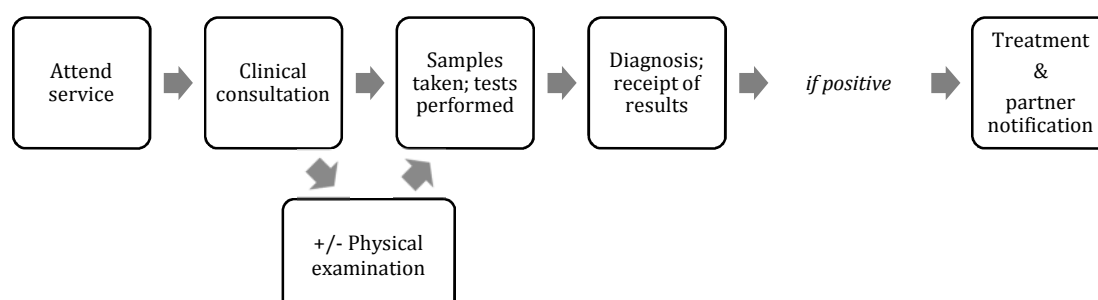 Attend
service
Clinical
consultation
Samples
taken; tests
performed
Diagnosis;
receipt of
results
if positive
Treatment
&
partner
notification
+/- Physical
examination